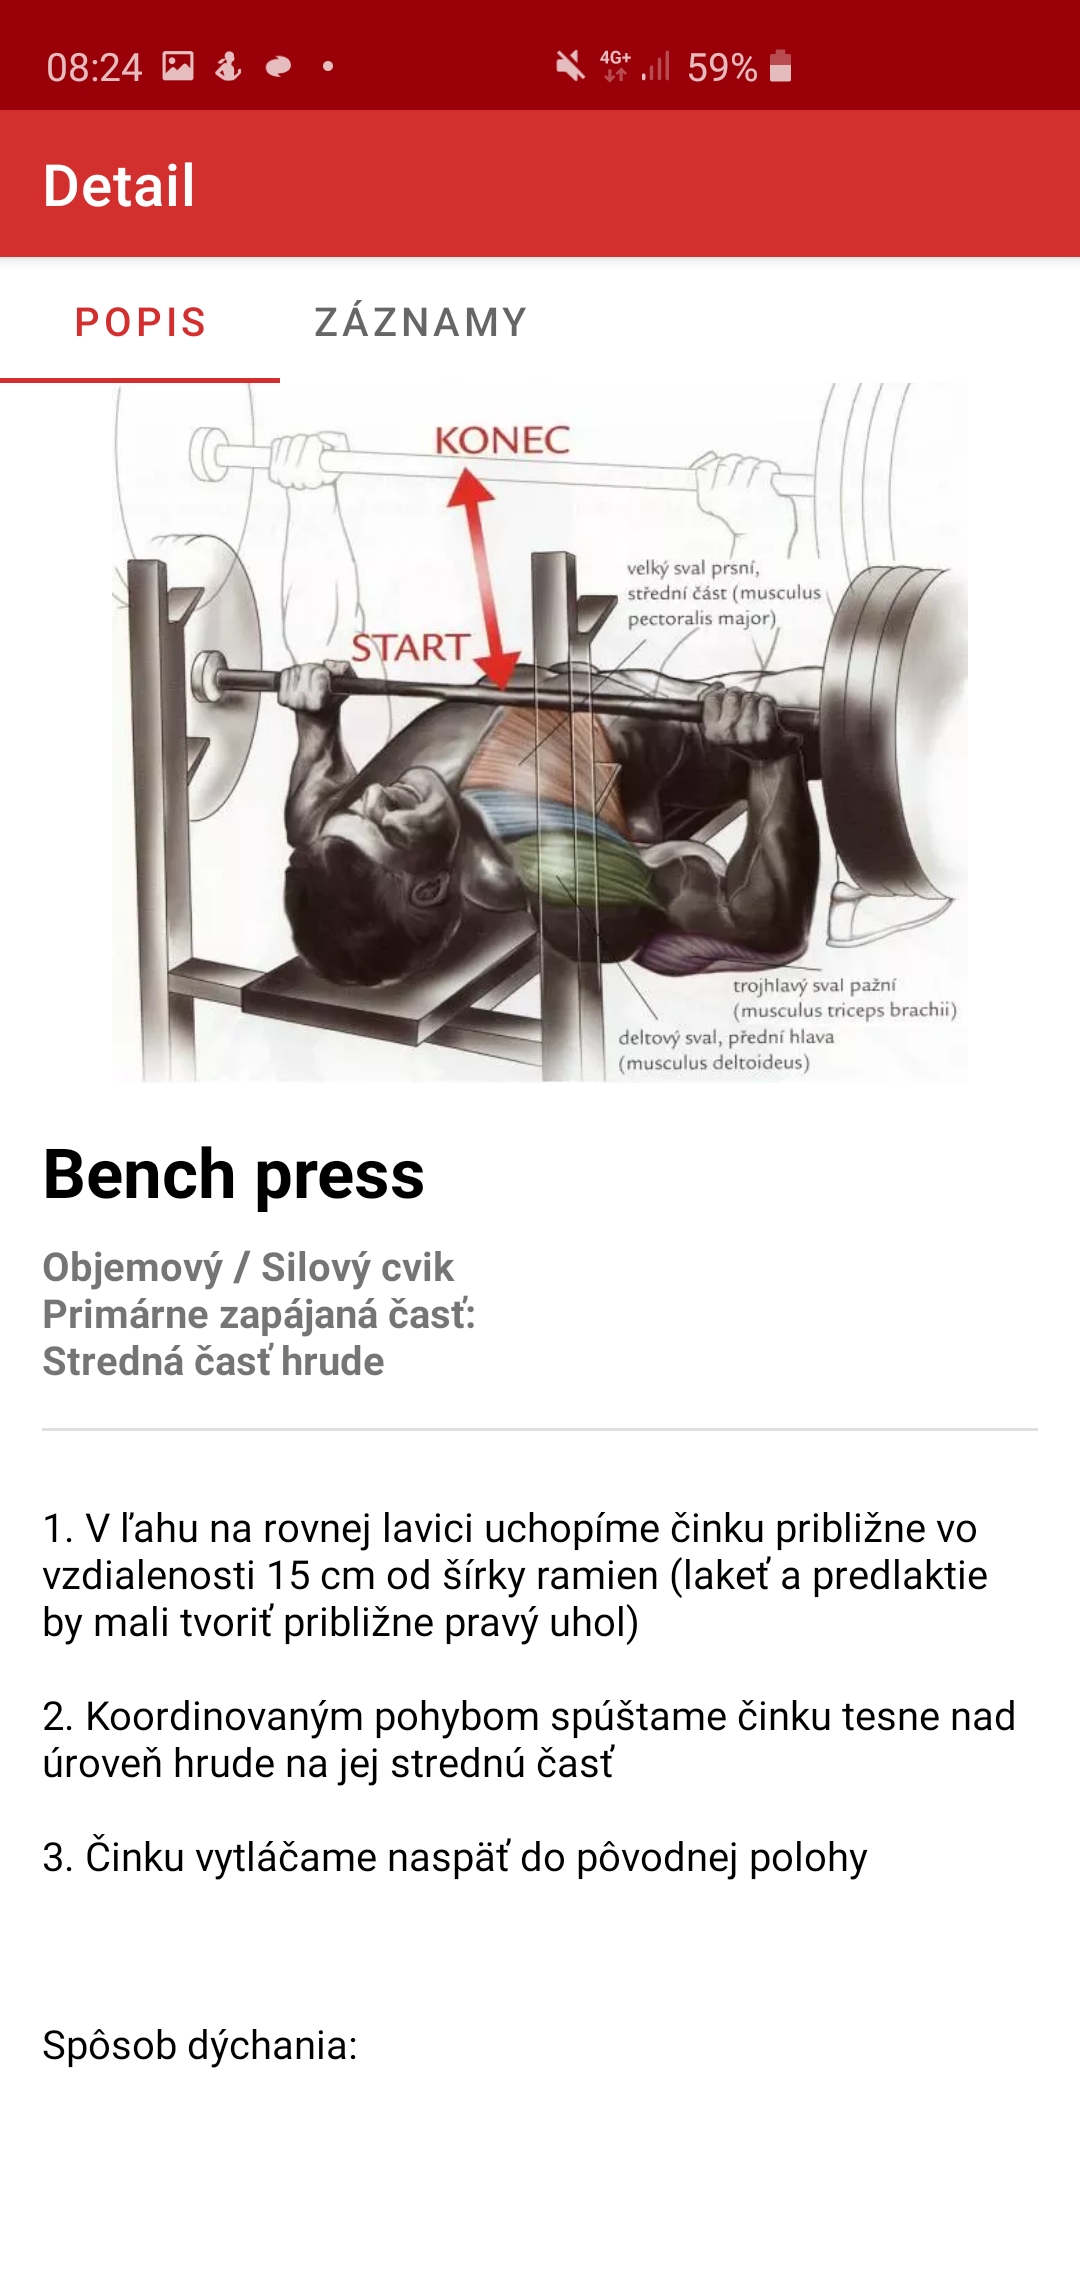 08:24
4G+
59%
Detail
POPIS
ZÁZNAMY
KONEC
START
velký sval prsní,
střední část (musculus
pectoralis major)
trojhlavý sval pažní
(musculus triceps brachii)
deltový sval, přední hlava
(musculus deltoideus)
Bench press
Objemový / Silový cvik
Primárne zapájaná časť:
Stredná časť hrude
1. V ľahu na rovnej lavici uchopíme činku približne vo
vzdialenosti 15 cm od šírky ramien (lakeť a predlaktie
by mali tvoriť približne pravý uhol)
2. Koordinovaným pohybom spúštame činku tesne nad
úroveň hrude na jej strednú časť
3. Činku vytláčame naspäť do pôvodnej polohy
Spôsob dýchania: